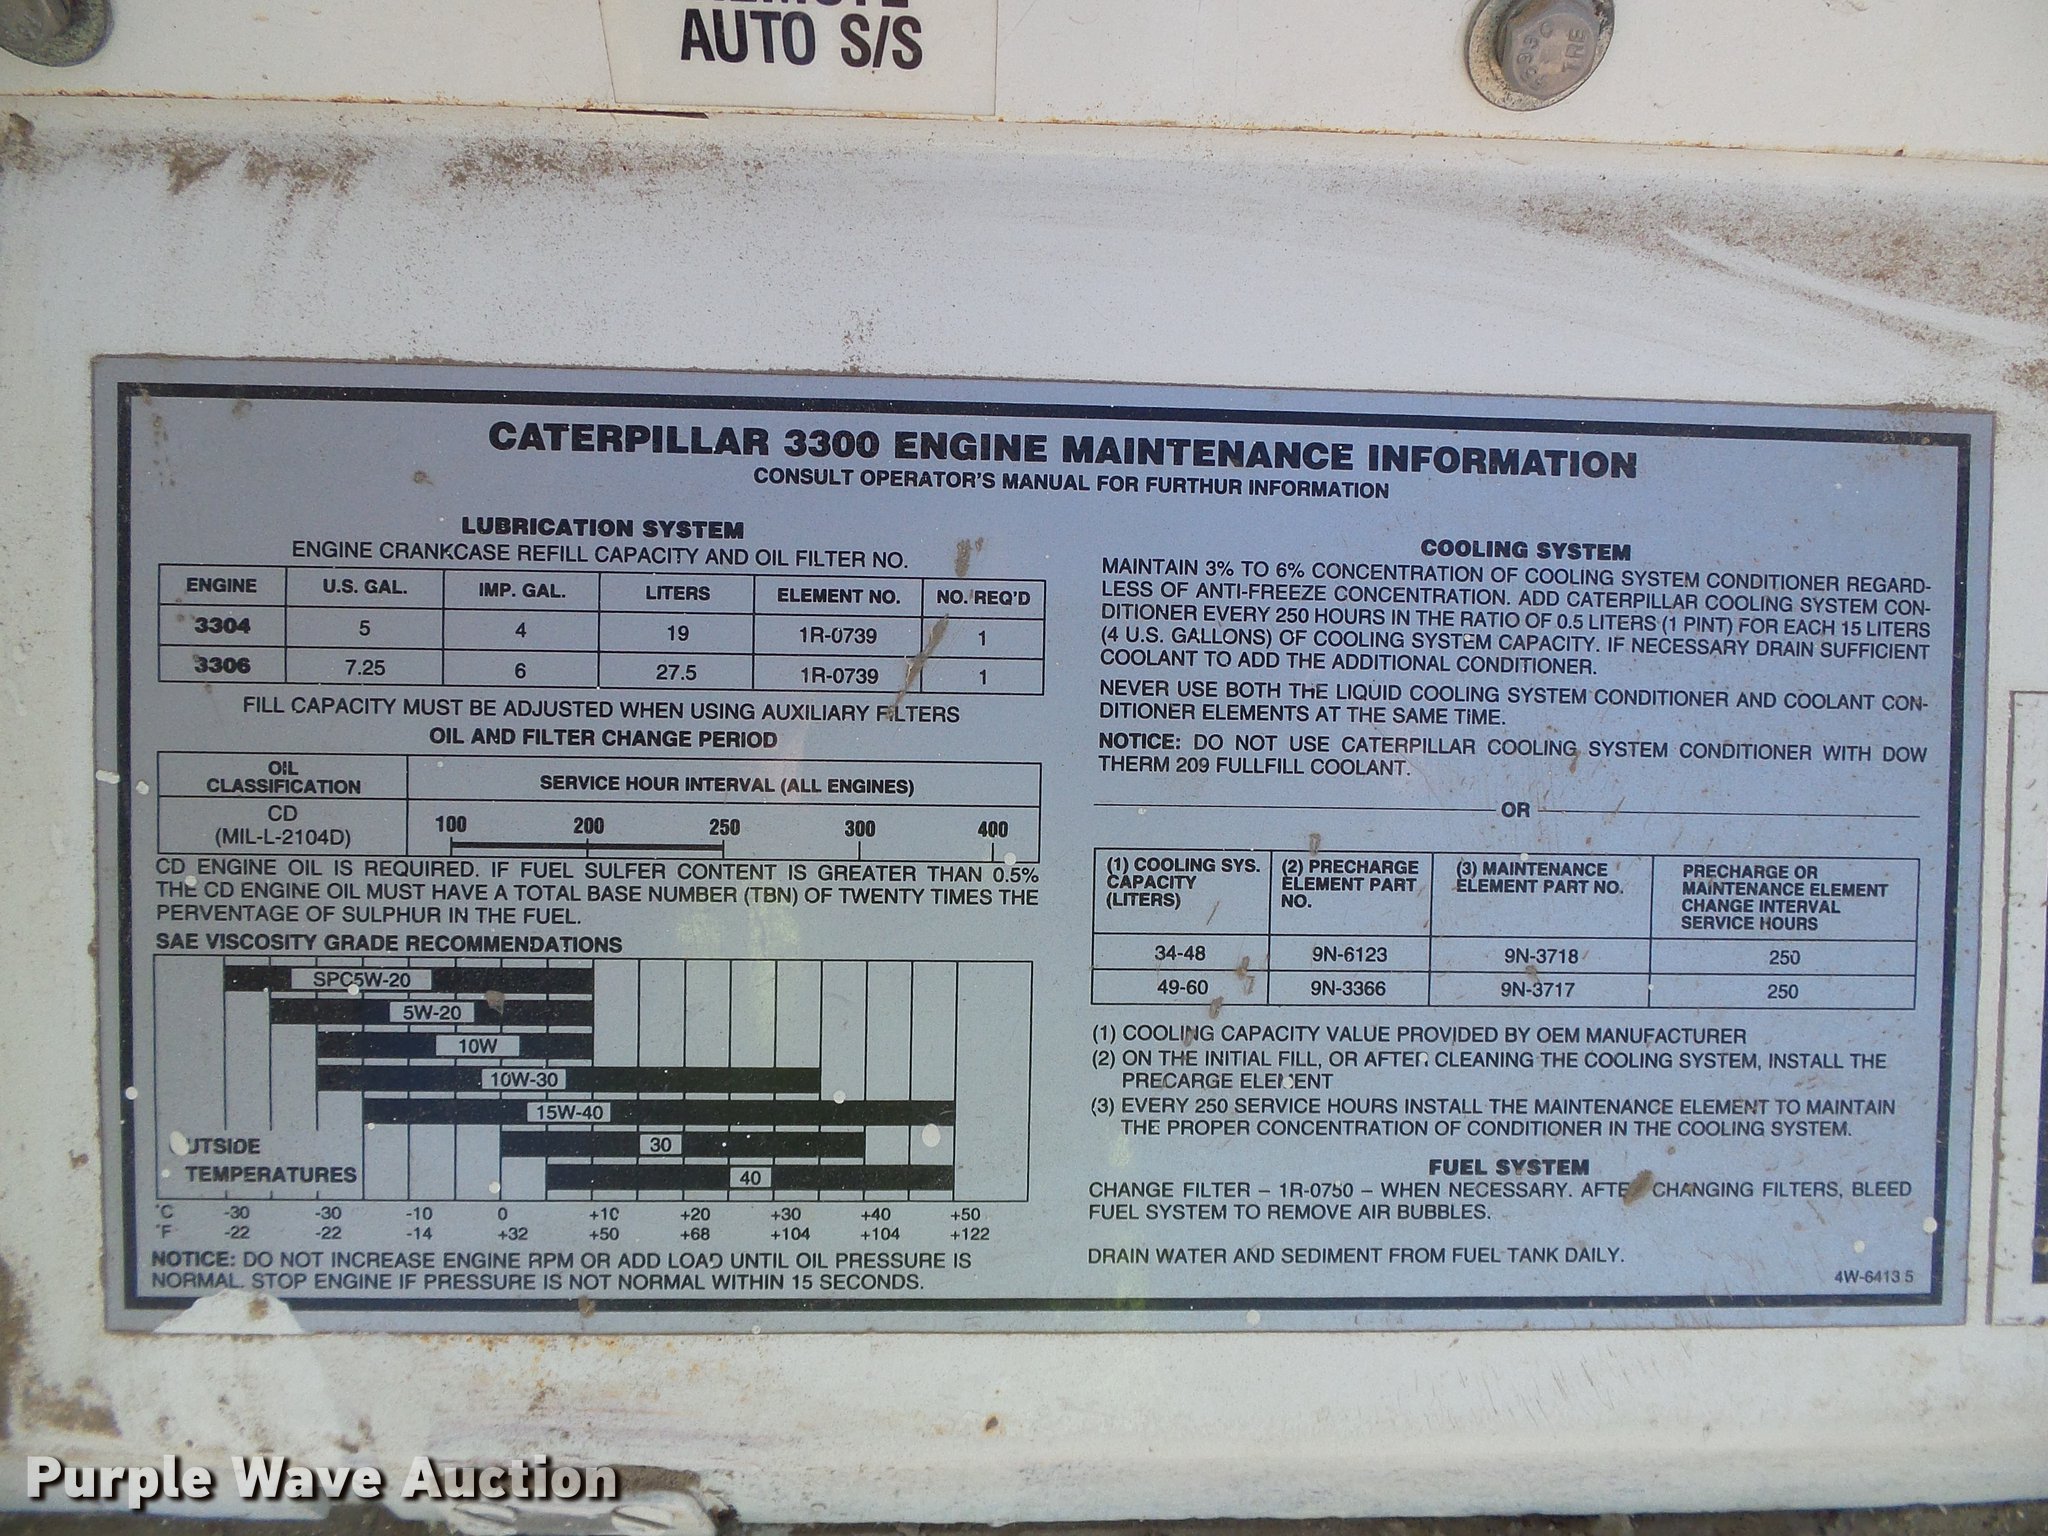 AUTO S/S
TRB
CATERPILLAR 3300 ENGINE MAINTENANCE INFORMATION
CONSULT OPERATOR'S MANUAL FOR FURTHUR INFORMATION
LUBRICATION SYSTEM
ENGINE CRANKCASE REFILL CAPACITY AND OIL FILTER NO.
ENGINE U.S. GAL. IMP. GAL. LITERS ELEMENT NO. NO. REQ'D
3304 5 4 19 1R-0739 1
3306 7.25 6 27.5 1R-0739 1
FILL CAPACITY MUST BE ADJUSTED WHEN USING AUXILIARY FILTERS
OIL AND FILTER CHANGE PERIOD
OIL
CLASSIFICATION
SERVICE HOUR INTERVAL (ALL ENGINES)
CD
(MIL-L-2104D)
100 200 250 300 400
CD ENGINE OIL IS REQUIRED. IF FUEL SULFER CONTENT IS GREATER THAN 0.5%
THE CD ENGINE OIL MUST HAVE A TOTAL BASE NUMBER (TBN) OF TWENTY TIMES THE
PERVENTAGE OF SULPHUR IN THE FUEL.
SAE VISCOSITY GRADE RECOMMENDATIONS
SPC5W-20
5W-20
10W
10W-30
15W-40
30
40
UTSIDE
TEMPERATURES
°C -30 -30 -10 0 +10 +20 +30 +40 +50
°F -22 -22 -14 +32 +50 +68 +104 +104 +122
NOTICE: DO NOT INCREASE ENGINE RPM OR ADD LOAD UNTIL OIL PRESSURE IS
NORMAL. STOP ENGINE IF PRESSURE IS NOT NORMAL WITHIN 15 SECONDS.
COOLING SYSTEM
MAINTAIN 3% TO 6% CONCENTRATION OF COOLING SYSTEM CONDITIONER REGARD-
LESS OF ANTI-FREEZE CONCENTRATION. ADD CATERPILLAR COOLING SYSTEM CON-
DITIONER EVERY 250 HOURS IN THE RATIO OF 0.5 LITERS (1 PINT) FOR EACH 15 LITERS
(4 U.S. GALLONS) OF COOLING SYSTEM CAPACITY. IF NECESSARY DRAIN SUFFICIENT
COOLANT TO ADD THE ADDITIONAL CONDITIONER.
NEVER USE BOTH THE LIQUID COOLING SYSTEM CONDITIONER AND COOLANT CON-
DITIONER ELEMENTS AT THE SAME TIME.
NOTICE: DO NOT USE CATERPILLAR COOLING SYSTEM CONDITIONER WITH DOW
THERM 209 FULLFILL COOLANT.
OR
(1) COOLING SYS.
CAPACITY
(LITERS)
(2) PRECHARGE
ELEMENT PART
NO.
(3) MAINTENANCE
ELEMENT PART NO.
PRECHARGE OR
MAINTENANCE ELEMENT
CHANGE INTERVAL
SERVICE HOURS
34-48 9N-6123 9N-3718 250
49-60 9N-3366 9N-3717 250
(1) COOLING CAPACITY VALUE PROVIDED BY OEM MANUFACTURER
(2) ON THE INITIAL FILL, OR AFTER CLEANING THE COOLING SYSTEM, INSTALL THE
PRECARGE ELEMENT
(3) EVERY 250 SERVICE HOURS INSTALL THE MAINTENANCE ELEMENT TO MAINTAIN
THE PROPER CONCENTRATION OF CONDITIONER IN THE COOLING SYSTEM.
FUEL SYSTEM
CHANGE FILTER – 1R-0750 – WHEN NECESSARY. AFTER CHANGING FILTERS, BLEED
FUEL SYSTEM TO REMOVE AIR BUBBLES.
DRAIN WATER AND SEDIMENT FROM FUEL TANK DAILY.
4W-6413 5
Purple Wave Auction